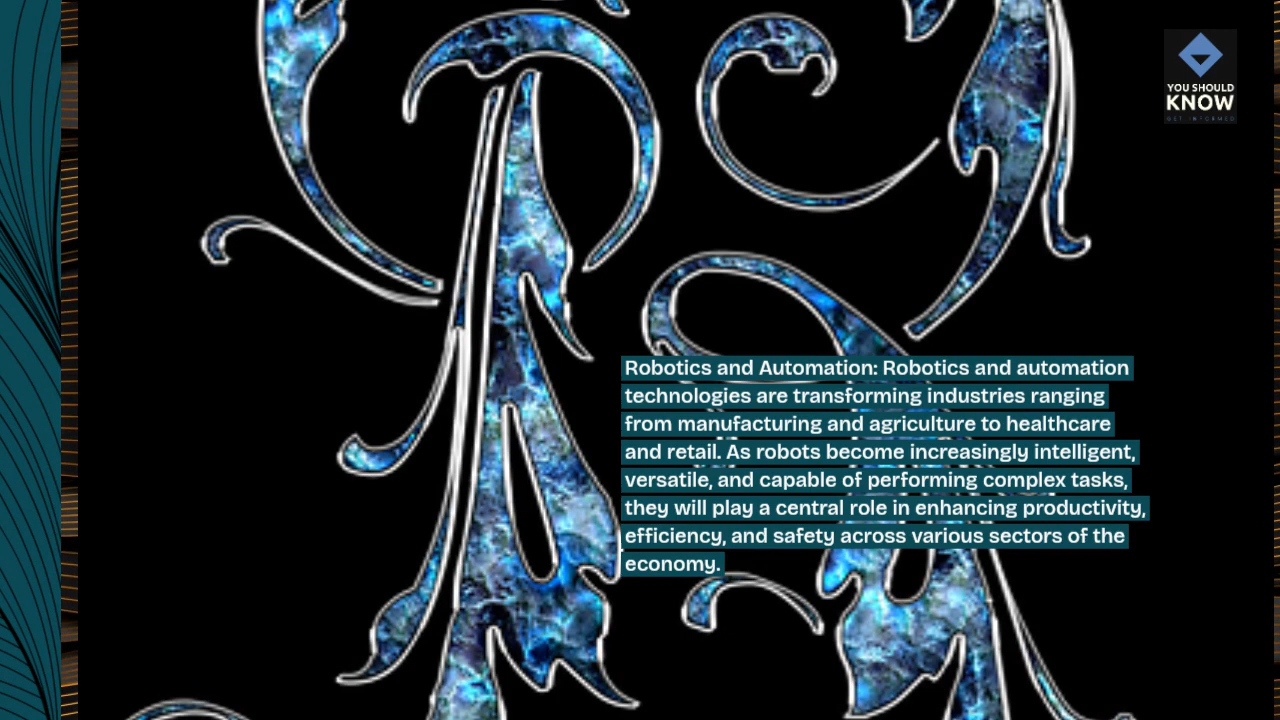 YOU SHOULD
KNOW
GET INFORMED
Robotics and Automation: Robotics and automation
technologies are transforming industries ranging
from manufacturing and agriculture to healthcare
and retail. As robots become increasingly intelligent,
versatile, and capable of performing complex tasks,
they will play a central role in enhancing productivity,
efficiency, and safety across various sectors of the
economy.